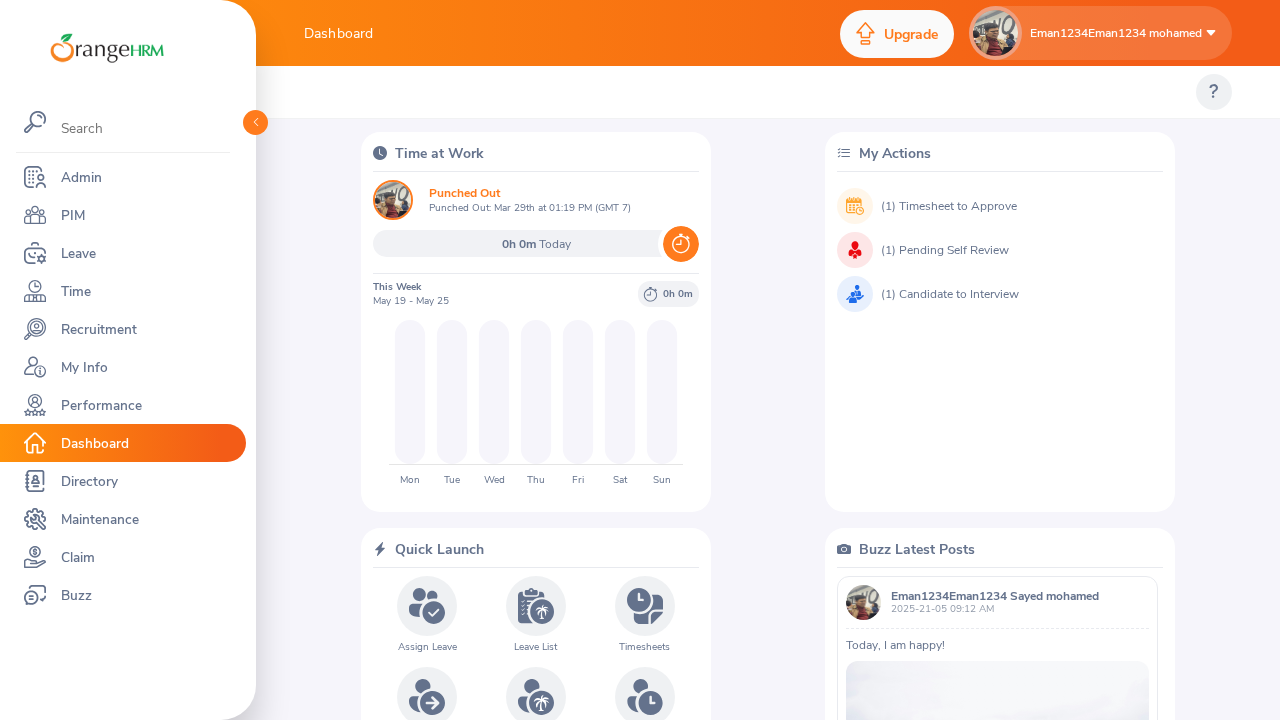 OrangeHRM
Dashboard
Upgrade
Eman1234Eman1234 mohamed
?
Search
Admin
PIM
Leave
Time
Recruitment
My Info
Performance
Dashboard
Directory
Maintenance
Claim
Buzz
Time at Work
Punched Out
Punched Out: Mar 29th at 01:19 PM (GMT 7)
0h 0m Today
This Week
May 19 - May 25
0h 0m
Mon Tue Wed Thu Fri Sat Sun
My Actions
(1) Timesheet to Approve
(1) Pending Self Review
(1) Candidate to Interview
Quick Launch
Assign Leave Leave List Timesheets
Buzz Latest Posts
Eman1234Eman1234 Sayed mohamed
2025-21-05 09:12 AM
Today, I am happy!